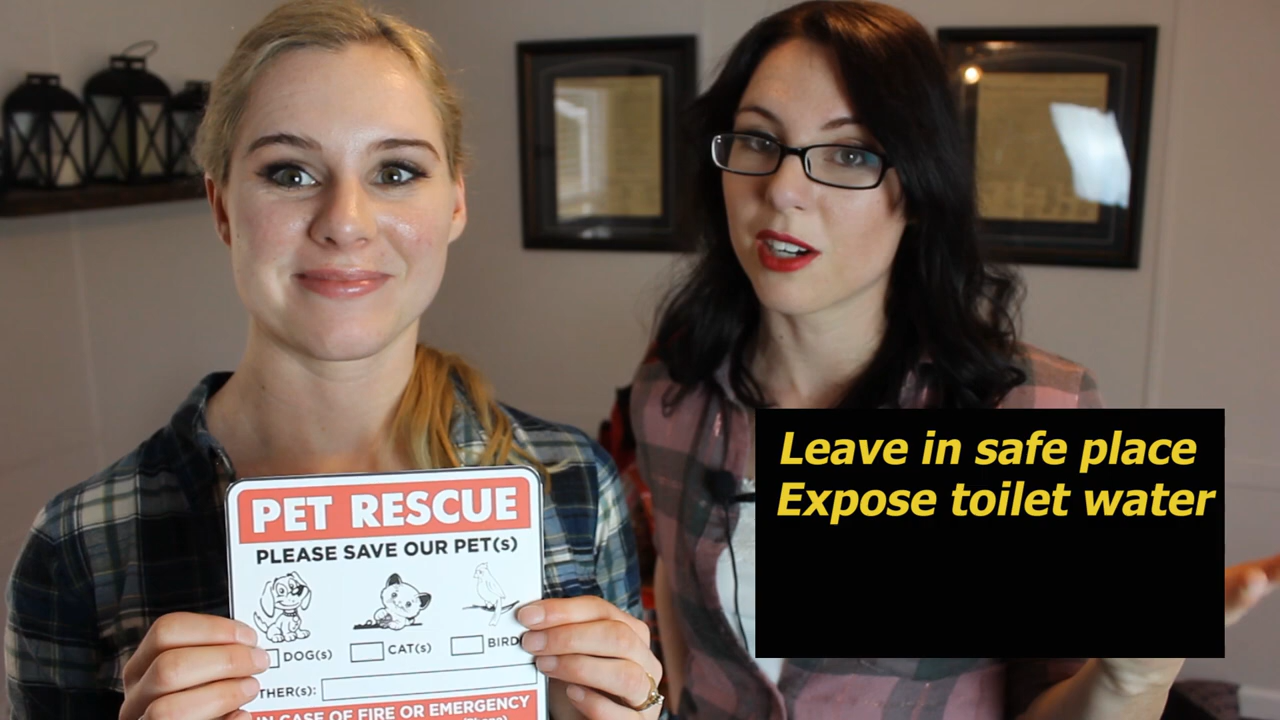 PET RESCUE
PLEASE SAVE OUR PET(s)
DOG(s) CAT(s) BIRD
THER(s):
IN CASE OF FIRE OR EMERGENCY
Leave in safe place
Expose toilet water